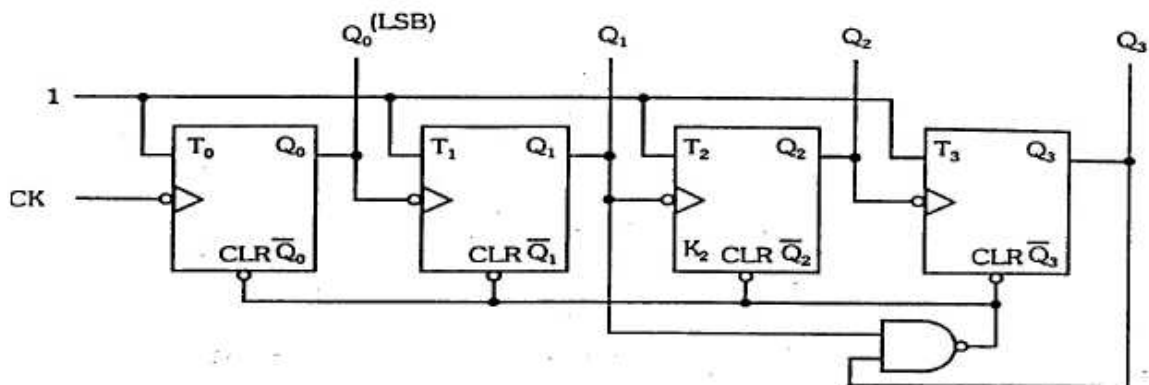 Q₀(LSB) Q₁ Q₂ Q₃
1
T₀ Q₀ T₁ Q₁ T₂ Q₂ T₃ Q₃
CK
CLR Q̅₀ CLR Q̅₁ K₂ CLR Q̅₂ CLR Q̅₃